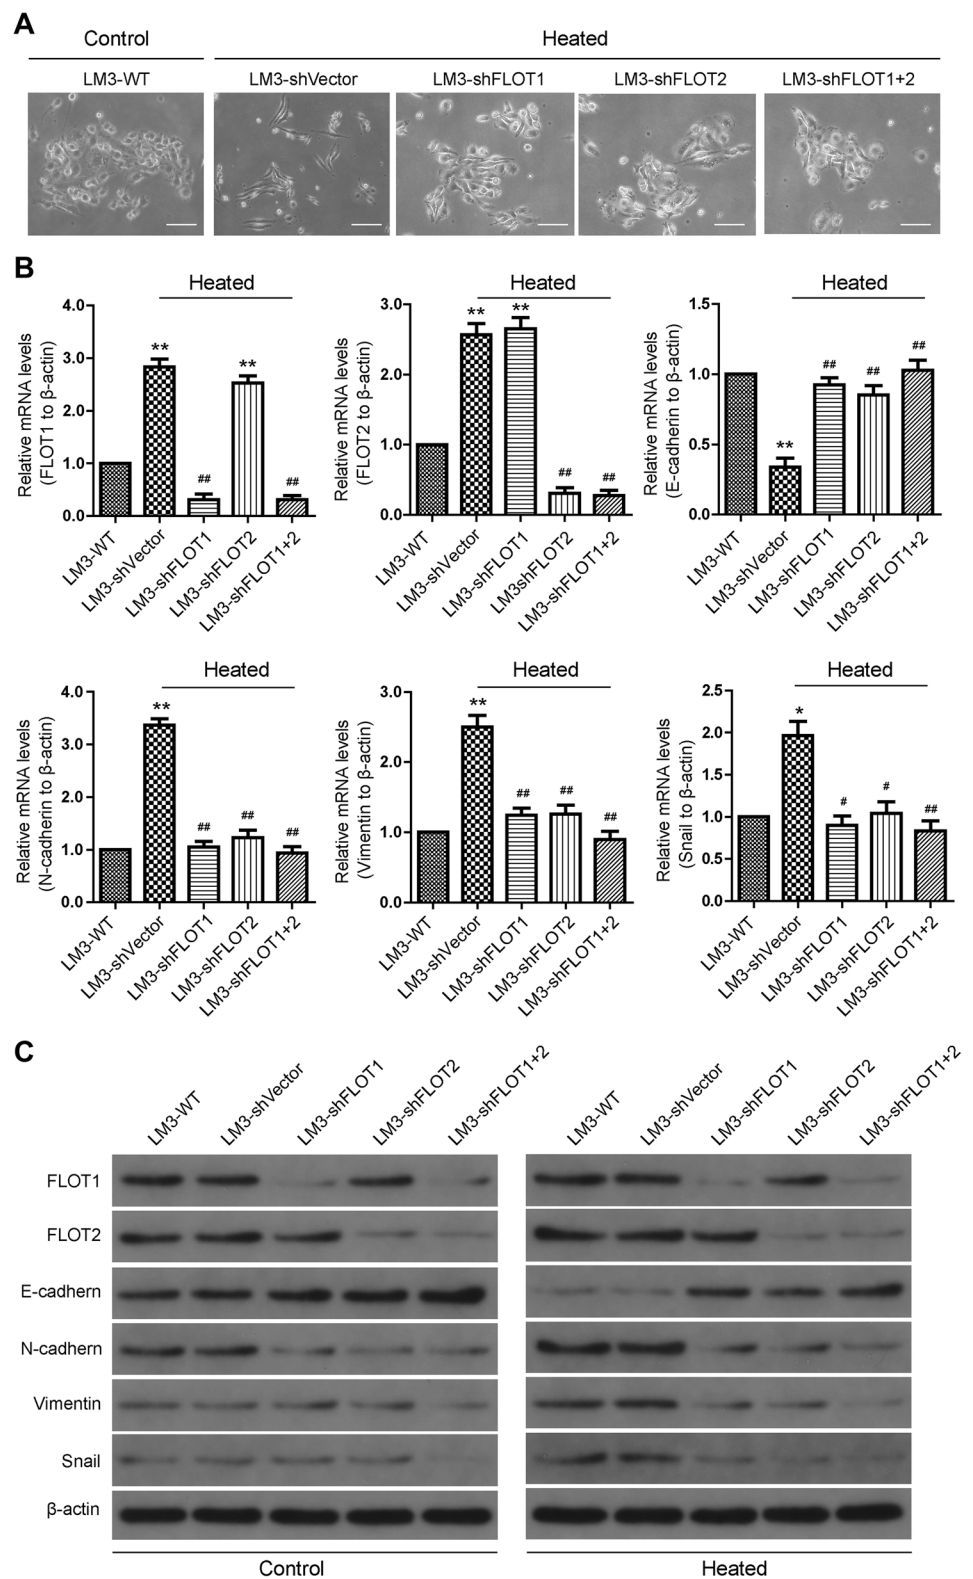 A
Control
Heated
LM3-WT
LM3-shVector
LM3-shFLOT1
LM3-shFLOT2
LM3-shFLOT1+2
B
Heated
Relative mRNA levels
(FLOT1 to β-actin)
4.0
3.0
2.0
1.0
0.0
**
##
**
##
LM3-WT
LM3-shVector
LM3-shFLOT1
LM3-shFLOT2
LM3-shFLOT1+2
Heated
Relative mRNA levels
(FLOT2 to β-actin)
3.0
2.0
1.0
0.0
**
**
##
##
LM3-WT
LM3-shVector
LM3-shFLOT1
LM3shFLOT2
LM3-shFLOT1+2
Heated
Relative mRNA levels
(E-cadherin to β-actin)
1.5
1.0
0.5
0.0
**
##
##
##
LM3-WT
LM3-shVector
LM3-shFLOT1
LM3-shFLOT2
LM3-shFLOT1+2
Heated
Relative mRNA levels
(N-cadherin to β-actin)
4.0
3.0
2.0
1.0
0.0
**
##
##
##
LM3-WT
LM3-shVector
LM3-shFLOT1
LM3-shFLOT2
LM3-shFLOT1+2
Heated
Relative mRNA levels
(Vimentin to β-actin)
3.0
2.0
1.0
0.0
**
##
##
##
LM3-WT
LM3-shVector
LM3-shFLOT1
LM3-shFLOT2
LM3-shFLOT1+2
Heated
Relative mRNA levels
(Snail to β-actin)
2.5
2.0
1.5
1.0
0.5
0.0
*
#
#
##
LM3-WT
LM3-shVector
LM3-shFLOT1
LM3-shFLOT2
LM3-shFLOT1+2
C
LM3-WT
LM3-shVector
LM3-shFLOT1
LM3-shFLOT2
LM3-shFLOT1+2
LM3-WT
LM3-shVector
LM3-shFLOT1
LM3-shFLOT2
LM3-shFLOT1+2
FLOT1
FLOT2
E-cadhern
N-cadhern
Vimentin
Snail
β-actin
Control
Heated